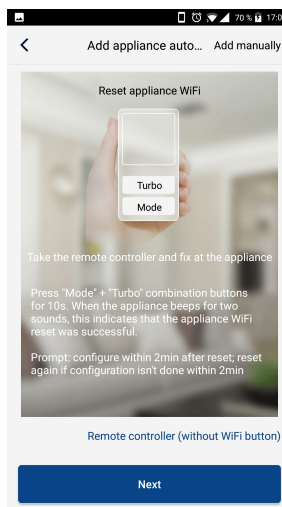 70 % 17:0
Add appliance auto... Add manually
Reset appliance WiFi
Turbo
Mode
Take the remote controller and fix at the appliance
Press "Mode" + "Turbo" combination buttons
for 10s. When the appliance beeps for two
sounds, this indicates that the appliance WiFi
reset was successful.
Prompt: configure within 2min after reset; reset
again if configuration isn't done within 2min
Remote controller (without WiFi button)
Next